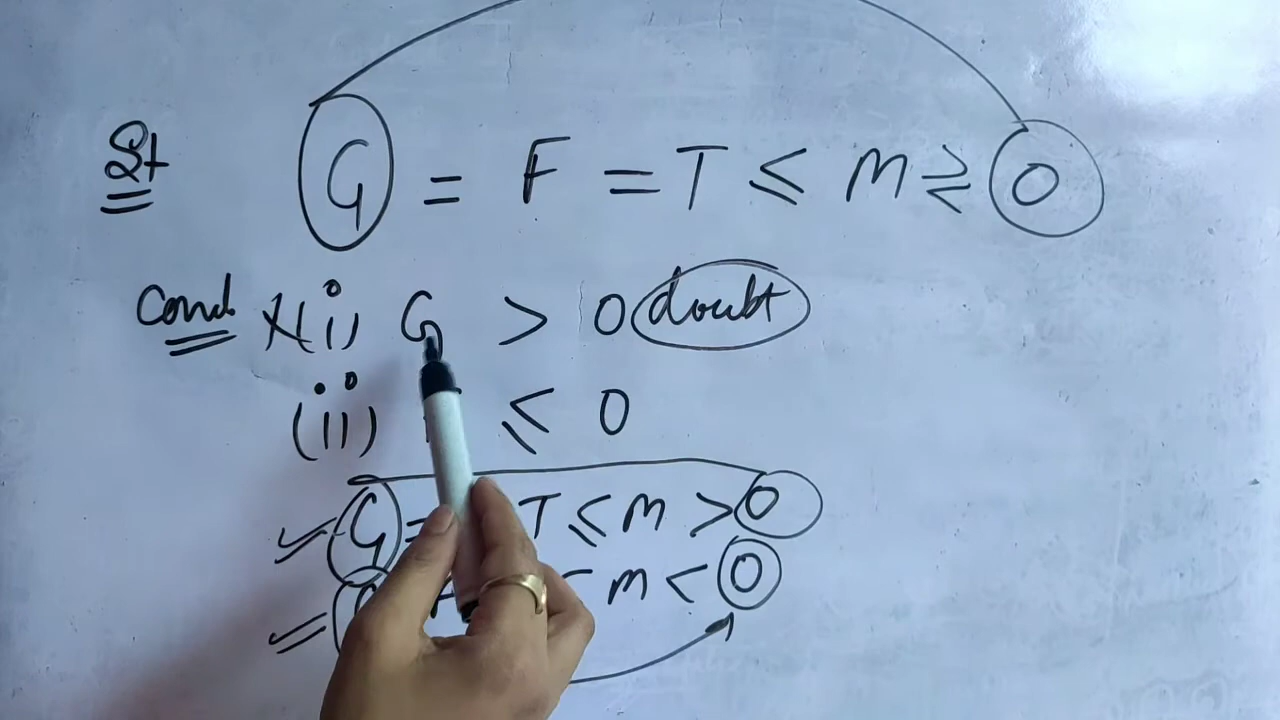 St G = F = T ≤ M ≷ O
Cond x(i) G > O doubt
(ii) ≤ O
G = T ≤ M > O
M < O